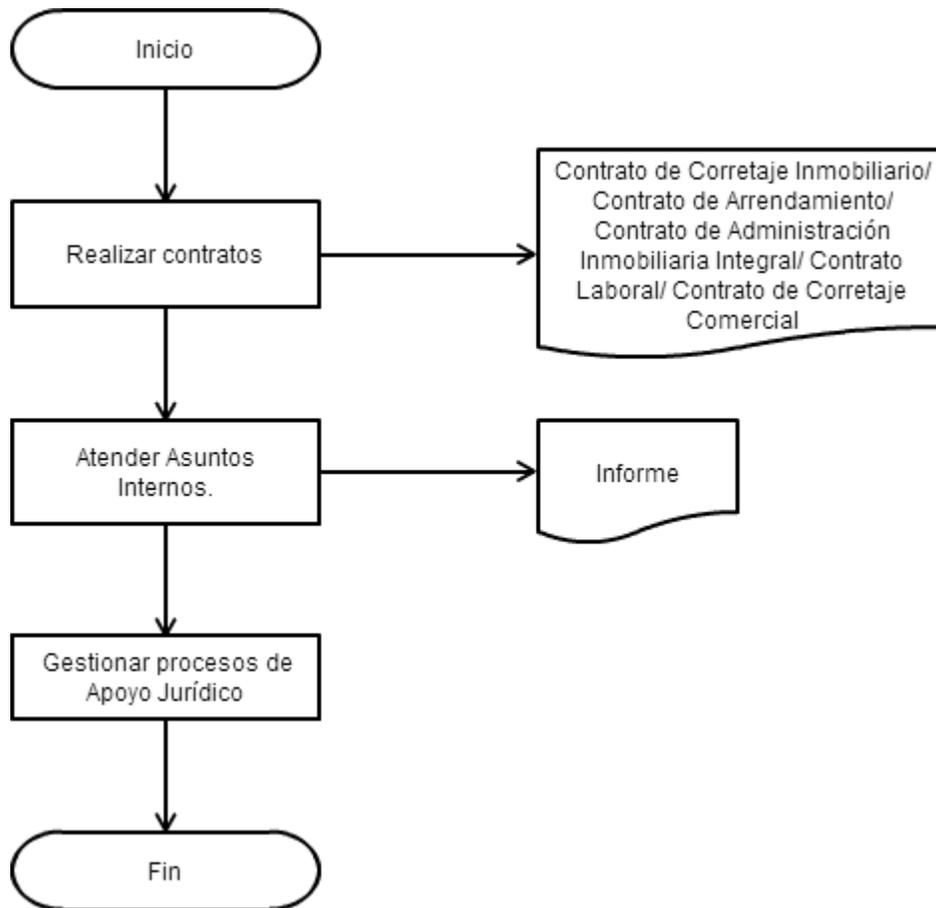 Inicio
Realizar contratos
Contrato de Corretaje Inmobiliario/
Contrato de Arrendamiento/
Contrato de Administración
Inmobiliaria Integral/ Contrato
Laboral/ Contrato de Corretaje
Comercial
Atender Asuntos
Internos.
Informe
Gestionar procesos de
Apoyo Jurídico
Fin